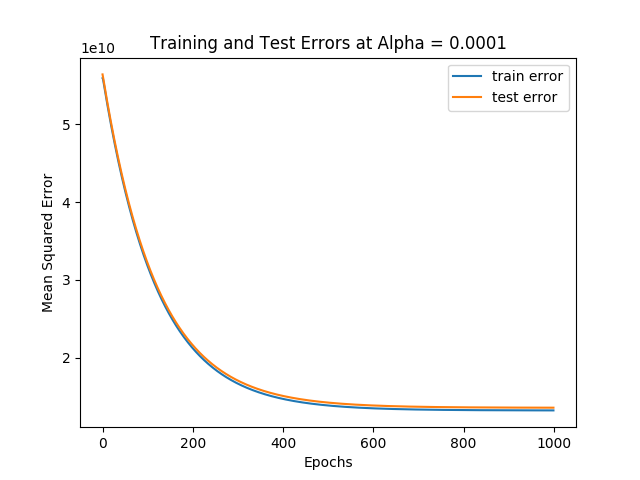 Training and Test Errors at Alpha = 0.0001
1e10
train error
test error
5
4
3
2
Mean Squared Error
0 200 400 600 800 1000
Epochs